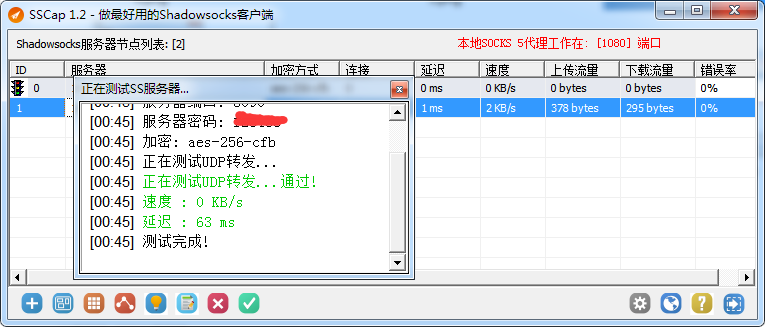 SSCap 1.2 - 做最好用的Shadowsocks客户端
Shadowsocks服务器节点列表: [2]
本地SOCKS 5代理工作在: [1080] 端口
ID 服务器 加密方式 连接 延迟 速度 上传流量 下载流量 错误率
0 0 ms 0 KB/s 0 bytes 0 bytes 0%
1 1 ms 2 KB/s 378 bytes 295 bytes 0%
正在测试SS服务器...
[00:45] 服务器密码:
[00:45] 加密: aes-256-cfb
[00:45] 正在测试UDP转发...
[00:45] 正在测试UDP转发...通过!
[00:45] 速度 : 0 KB/s
[00:45] 延迟 : 63 ms
[00:45] 测试完成!